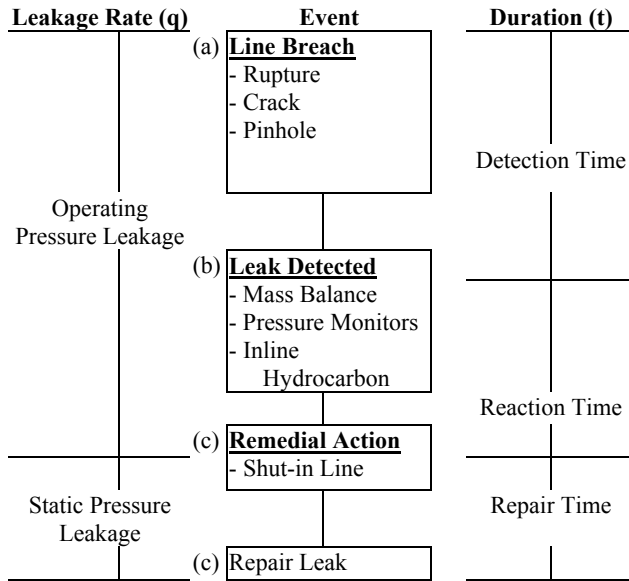 Leakage Rate (q)
Event
Duration (t)
(a) Line Breach
- Rupture
- Crack
- Pinhole
Detection Time
Operating
Pressure Leakage
(b) Leak Detected
- Mass Balance
- Pressure Monitors
- Inline
Hydrocarbon
Reaction Time
(c) Remedial Action
- Shut-in Line
Static Pressure
Leakage
Repair Time
(c) Repair Leak